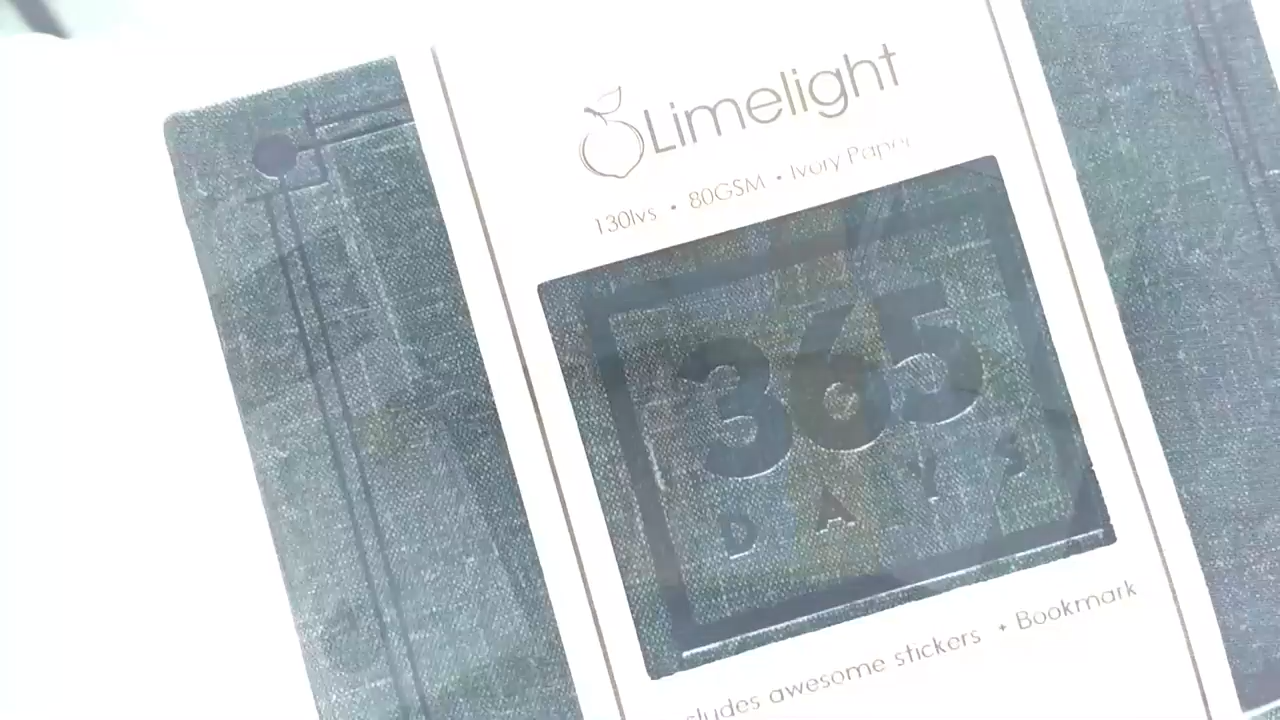 Limelight
130lvs • 80GSM • Ivory Paper
365
DAYS
awesome stickers + Bookmark